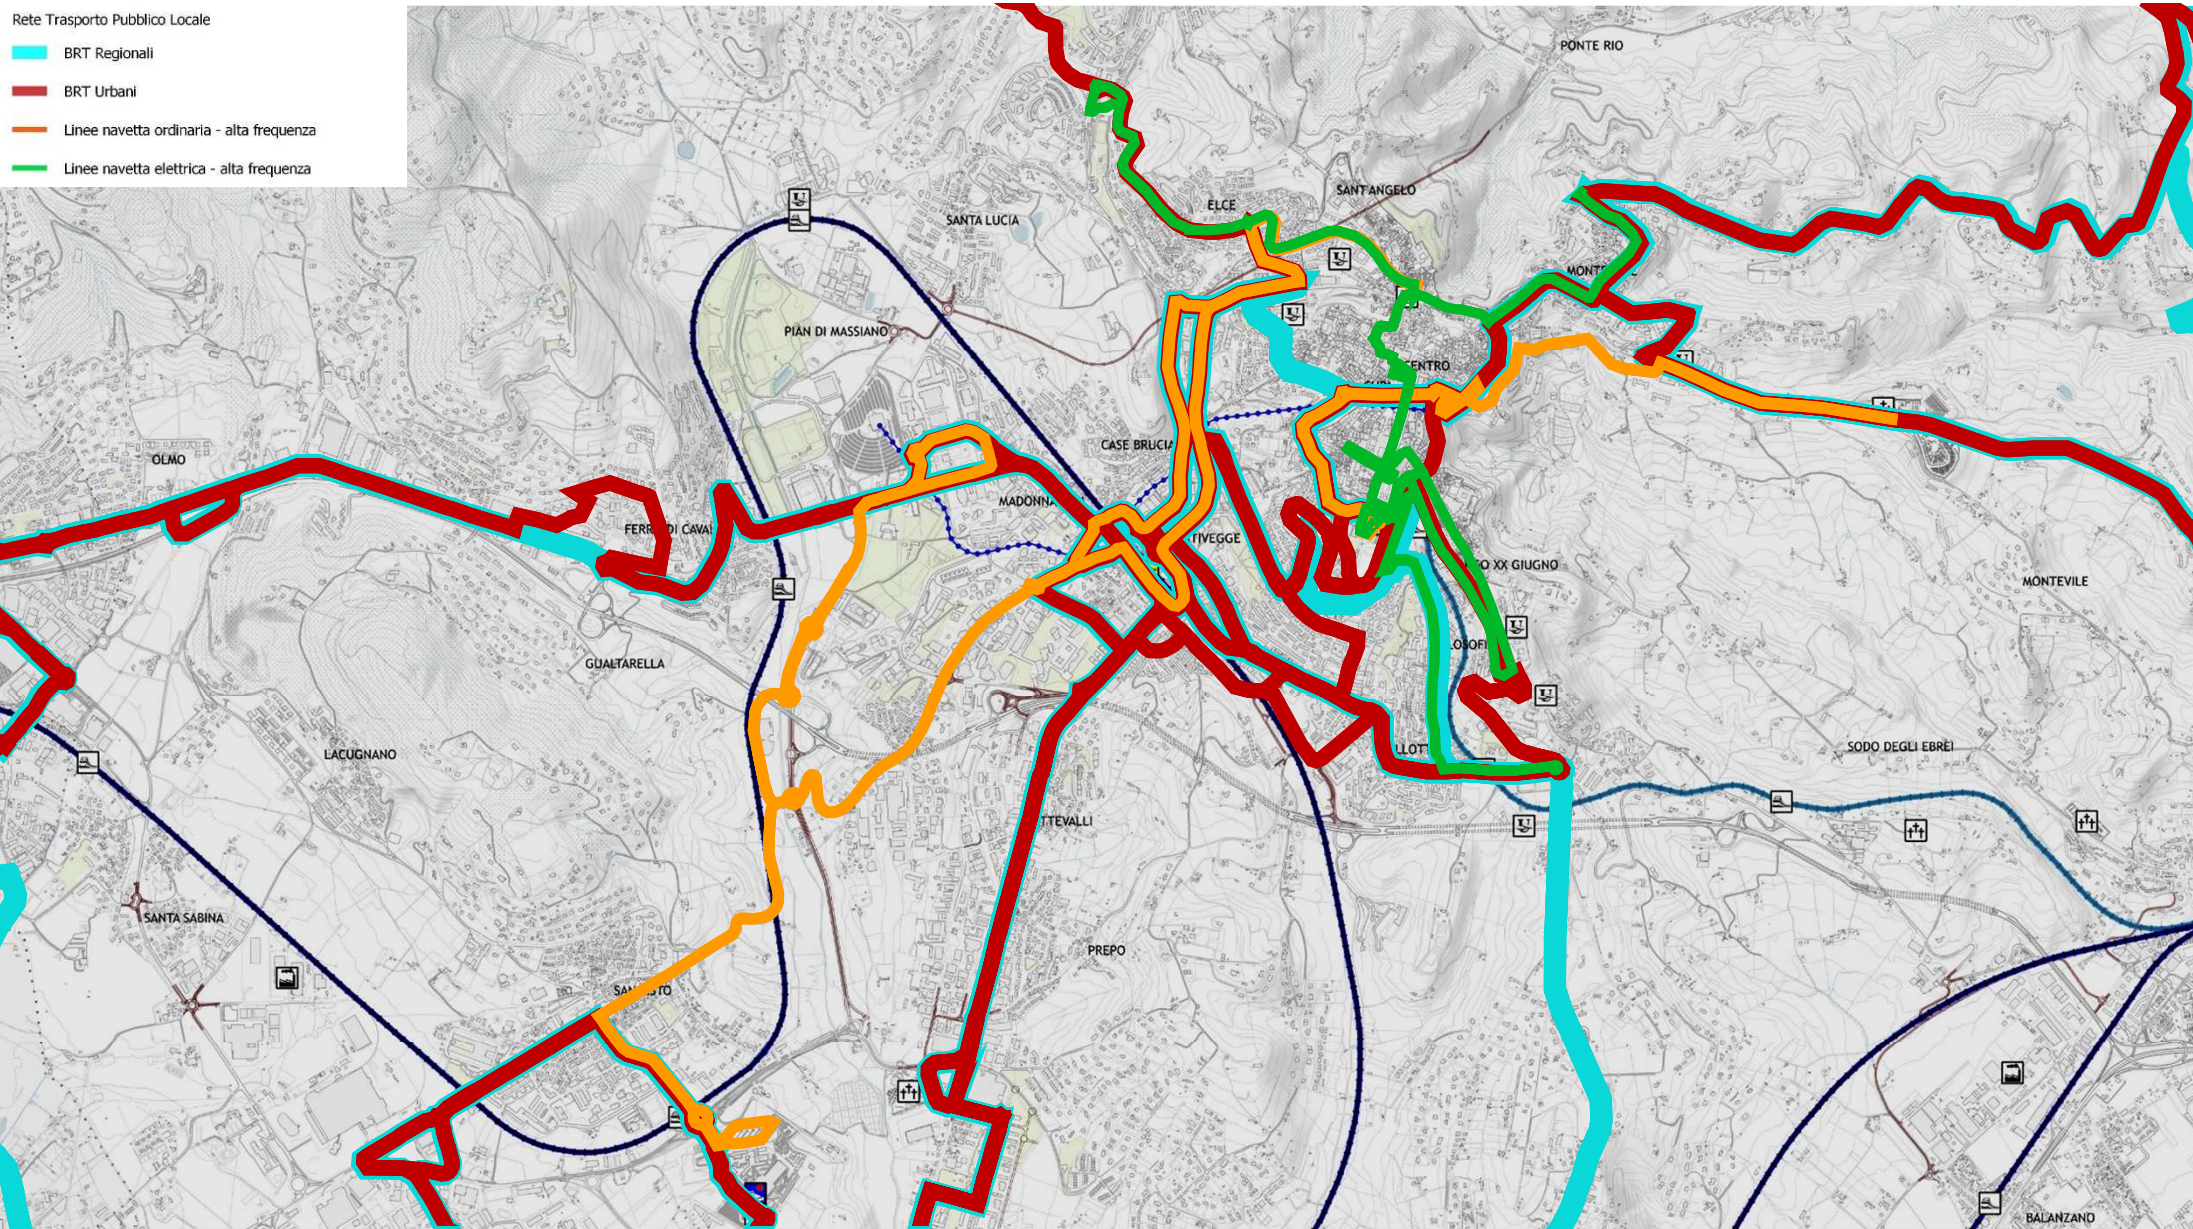 Rete Trasporto Pubblico Locale
BRT Regionali
BRT Urbani
Linee navetta ordinaria - alta frequenza
Linee navetta elettrica - alta frequenza
PONTE RIO
SANT'ANGELO
ELCE
SANTA LUCIA
PIAN DI MASSIANO
CASE BRUCIA
OLMO
MADONNA
XX GIUGNO
MONTEVILE
GUALTARELLA
LACUGNANO
SODO DEGLI EBREI
SANTA SABINA
PREPO
BALANZANO